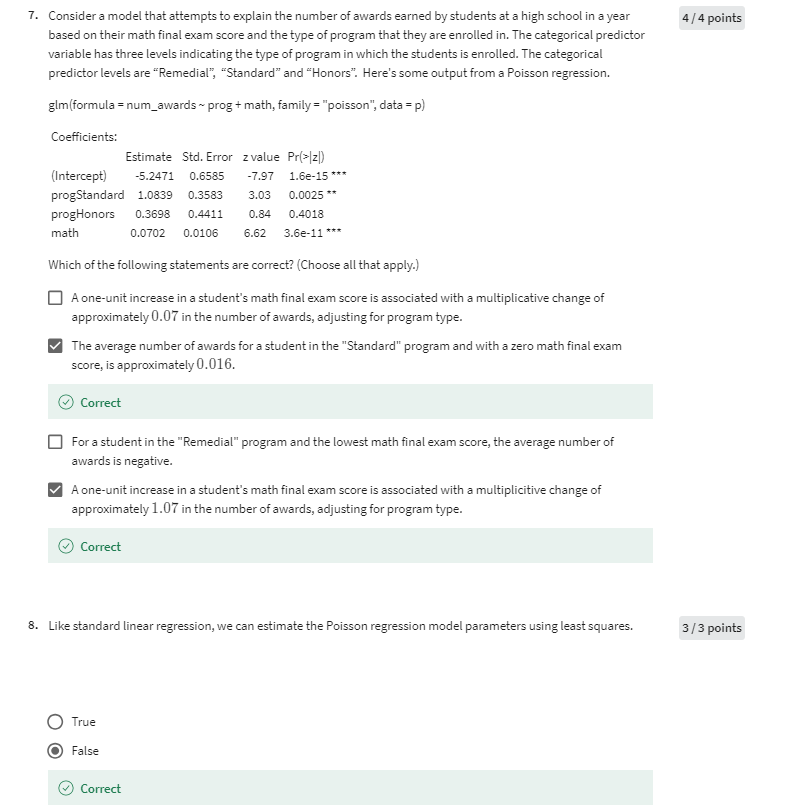 7. Consider a model that attempts to explain the number of awards earned by students at a high school in a year
4 / 4 points
based on their math final exam score and the type of program that they are enrolled in. The categorical predictor
variable has three levels indicating the type of program in which the students is enrolled. The categorical
predictor levels are “Remedial”, “Standard” and “Honors”. Here's some output from a Poisson regression.
glm(formula = num_awards ~ prog + math, family = "poisson", data = p)
Coefficients:
Estimate Std. Error z value Pr(>|z|)
(Intercept) -5.2471 0.6585 -7.97 1.6e-15 ***
progStandard 1.0839 0.3583 3.03 0.0025 **
progHonors 0.3698 0.4411 0.84 0.4018
math 0.0702 0.0106 6.62 3.6e-11 ***
Which of the following statements are correct? (Choose all that apply.)
A one-unit increase in a student's math final exam score is associated with a multiplicative change of
approximately 0.07 in the number of awards, adjusting for program type.
The average number of awards for a student in the "Standard" program and with a zero math final exam
score, is approximately 0.016.
Correct
For a student in the "Remedial" program and the lowest math final exam score, the average number of
awards is negative.
A one-unit increase in a student's math final exam score is associated with a multiplicitive change of
approximately 1.07 in the number of awards, adjusting for program type.
Correct
8. Like standard linear regression, we can estimate the Poisson regression model parameters using least squares.
3 / 3 points
True
False
Correct